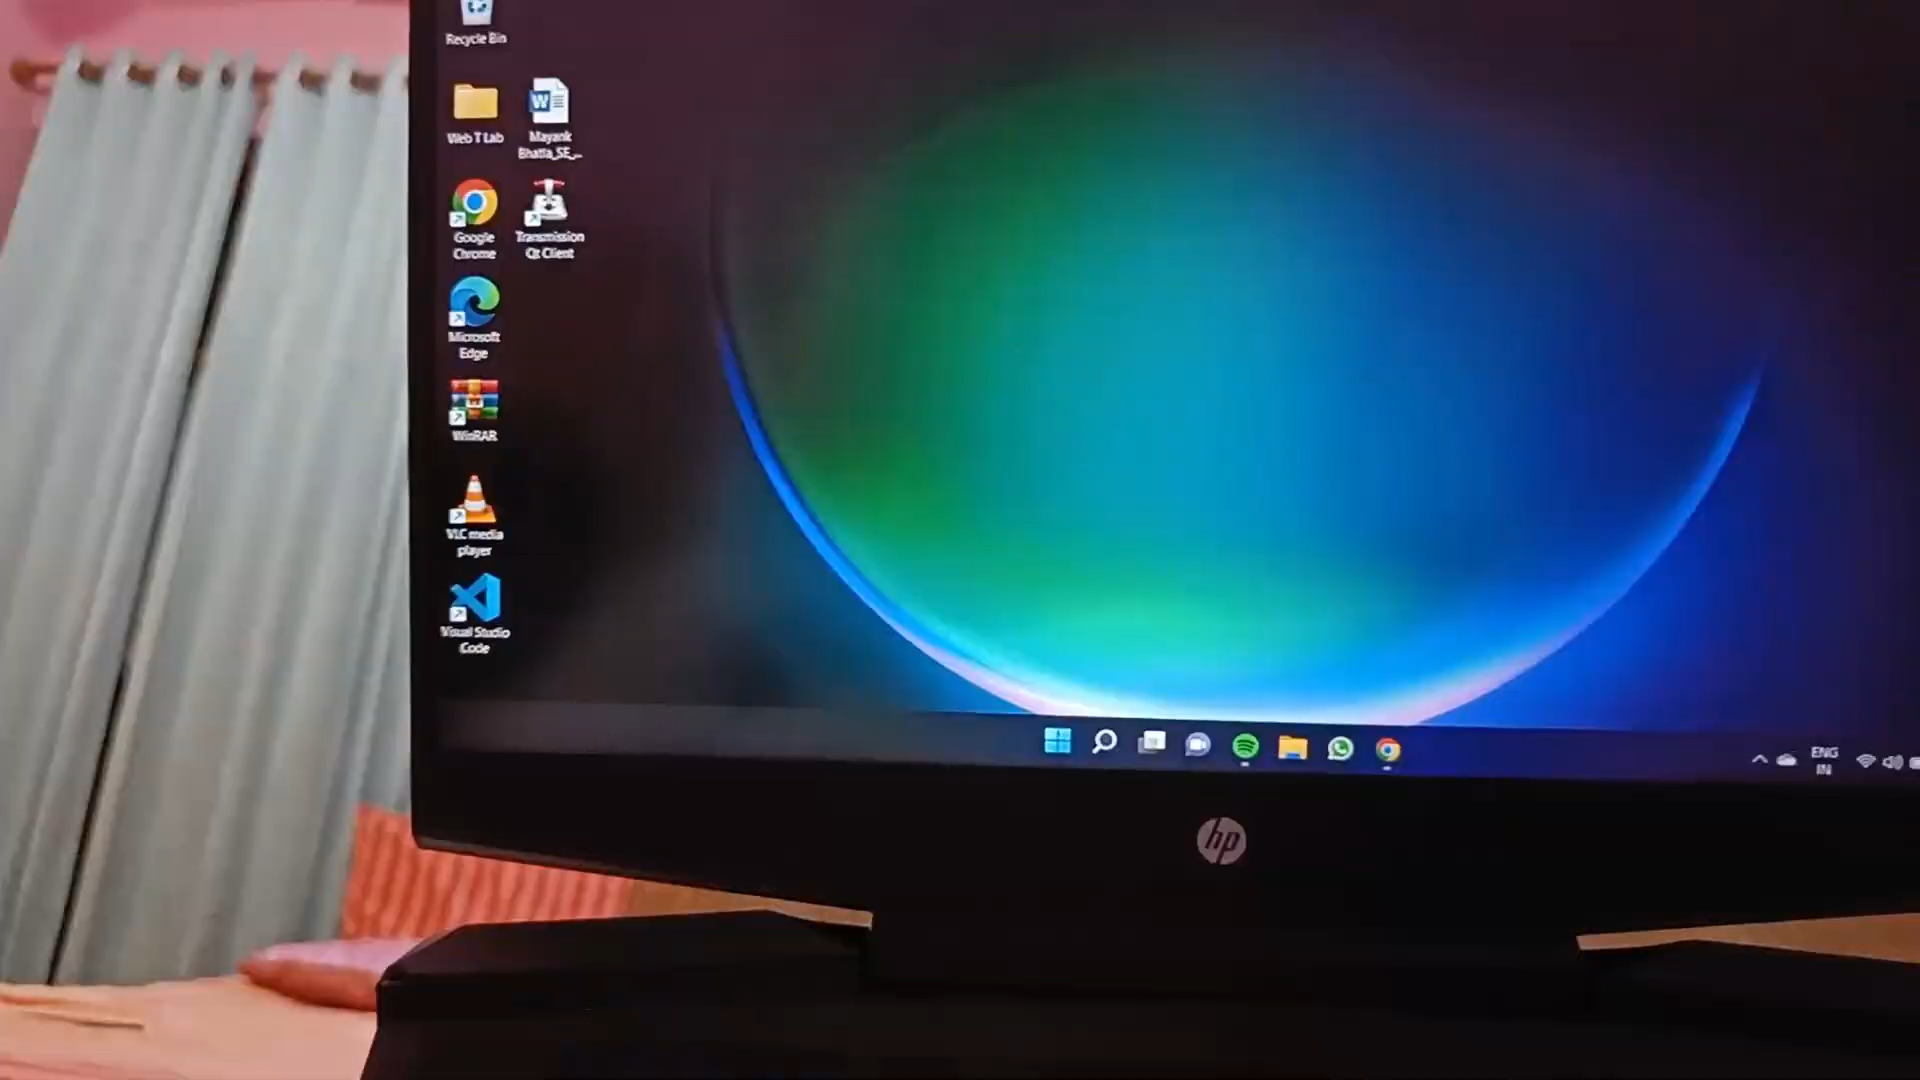 Recycle Bin
Web T Lab
Mayank
Bhatla_SE_...
Google
Chrome
Transmission
Qt Client
Microsoft
Edge
WinRAR
VLC media
player
Visual Studio
Code
ENG
IN
hp